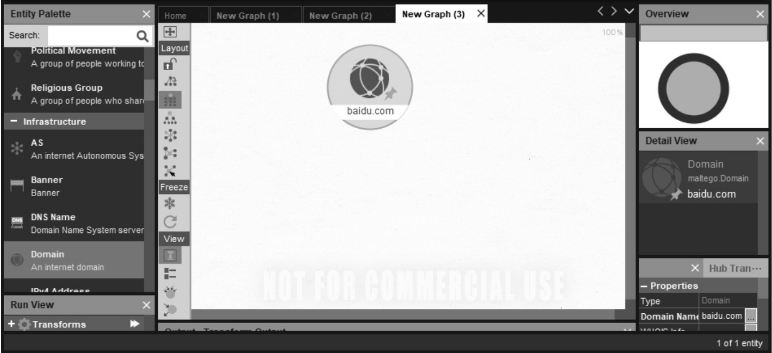 Entity Palette
Search:
Political Movement
A group of people working to
Religious Group
A group of people who shar
Infrastructure
AS
An internet Autonomous Sys
Banner
Banner
DNS
DNS Name
Domain Name System server
Domain
An internet domain
IPv4 Address
Run View
+ Transforms
Home
New Graph (1)
New Graph (2)
New Graph (3)
100%
Layout
Freeze
View
baidu.com
NOT FOR COMMERCIAL USE
Output - Transform Output
Overview
Detail View
Domain
maltego.Domain
baidu.com
Hub Tran...
Properties
Type
Domain
Domain Name
baidu.com
WHOIS Info
1 of 1 entity